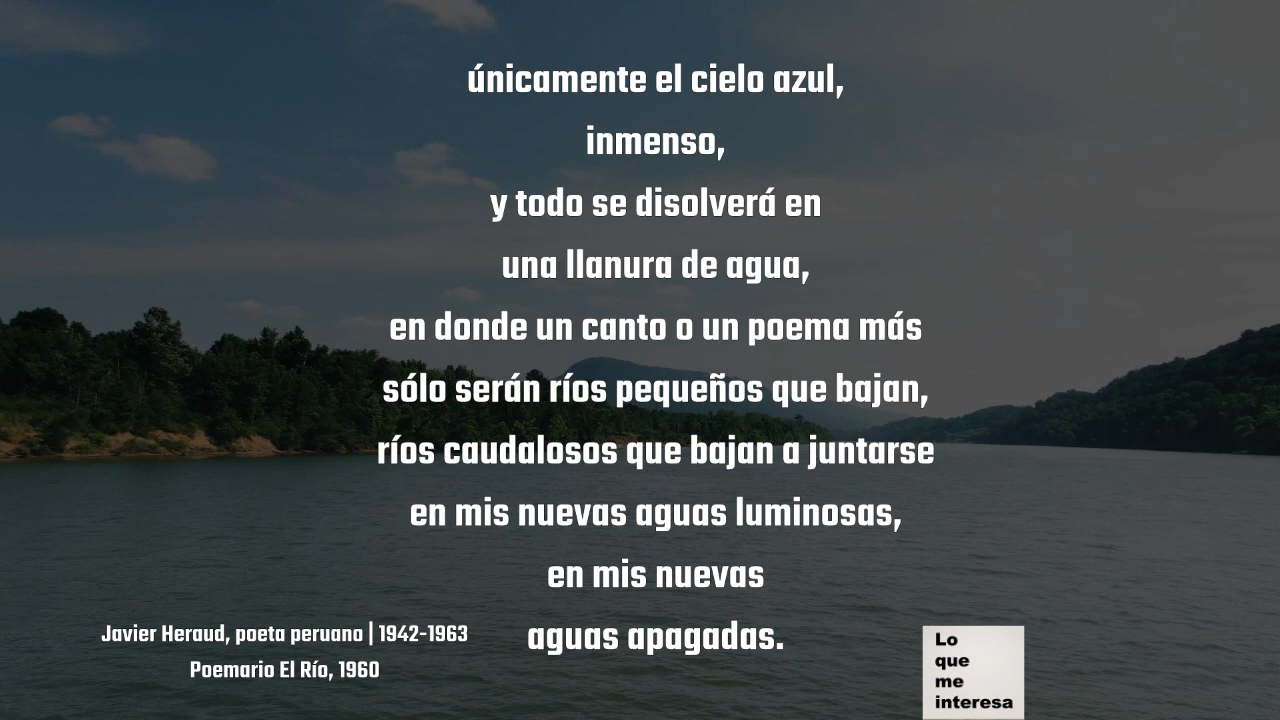 únicamente el cielo azul,
inmenso,
y todo se disolverá en
una llanura de agua,
en donde un canto o un poema más
sólo serán ríos pequeños que bajan,
ríos caudalosos que bajan a juntarse
en mis nuevas aguas luminosas,
en mis nuevas
aguas apagadas.
Javier Heraud, poeta peruano | 1942-1963
Poemario El Río, 1960
Lo
que
me
interesa